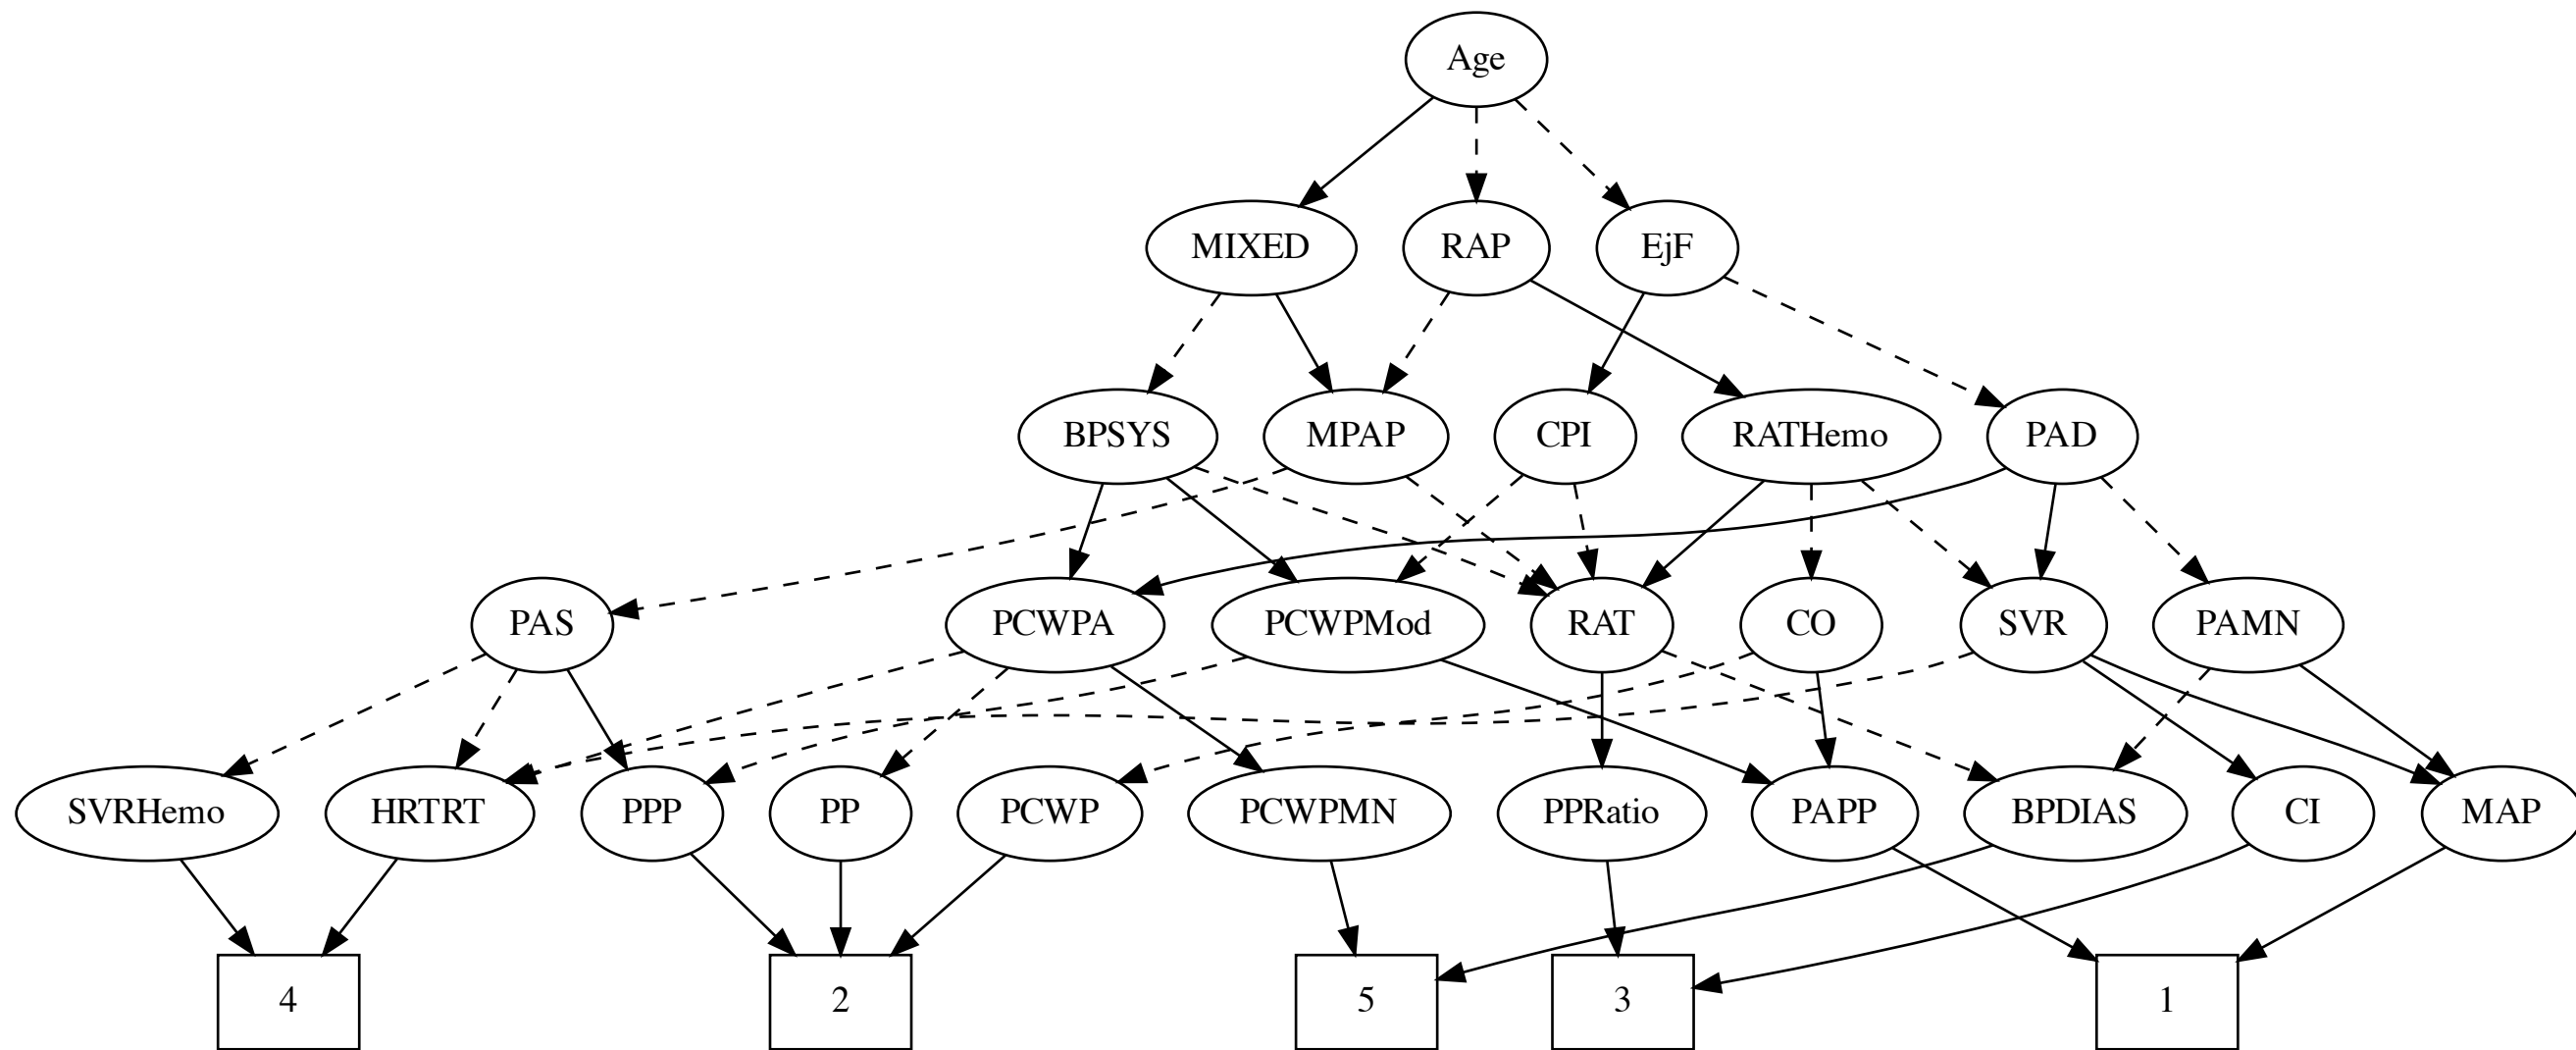 Age
MIXED
RAP
EjF
BPSYS
MPAP
CPI
RATHemo
PAD
PAS
PCWPA
PCWPMod
RAT
CO
SVR
PAMN
SVRHemo
HRTRT
PPP
PP
PCWP
PCWPMN
PPRatio
PAPP
BPDIAS
CI
MAP
4
2
5
3
1